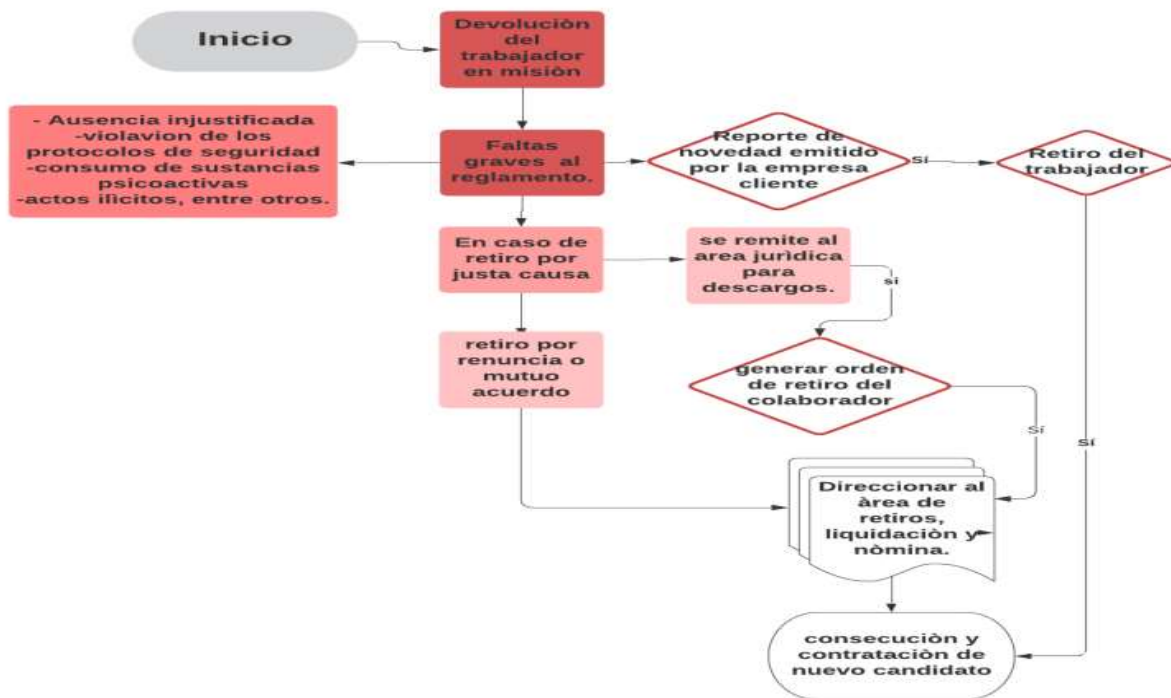 Inicio
Devoluciòn
del
trabajador
en misiòn
- Ausencia injustificada
-violavion de los
protocolos de seguridad
-consumo de sustancias
psicoactivas
-actos ilìcitos, entre otros.
Faltas
graves al
reglamento.
Reporte de
novedad emitido
por la empresa
cliente
Sí
Retiro del
trabajador
En caso de
retiro por
justa causa
se remite al
area jurìdica
para
descargos.
sí
retiro por
renuncia o
mutuo
acuerdo
generar orden
de retiro del
colaborador
Sí
Sí
Direccionar al
àrea de
retiros,
liquidaciòn y
nòmina.
consecuciòn y
contrataciòn de
nuevo candidato